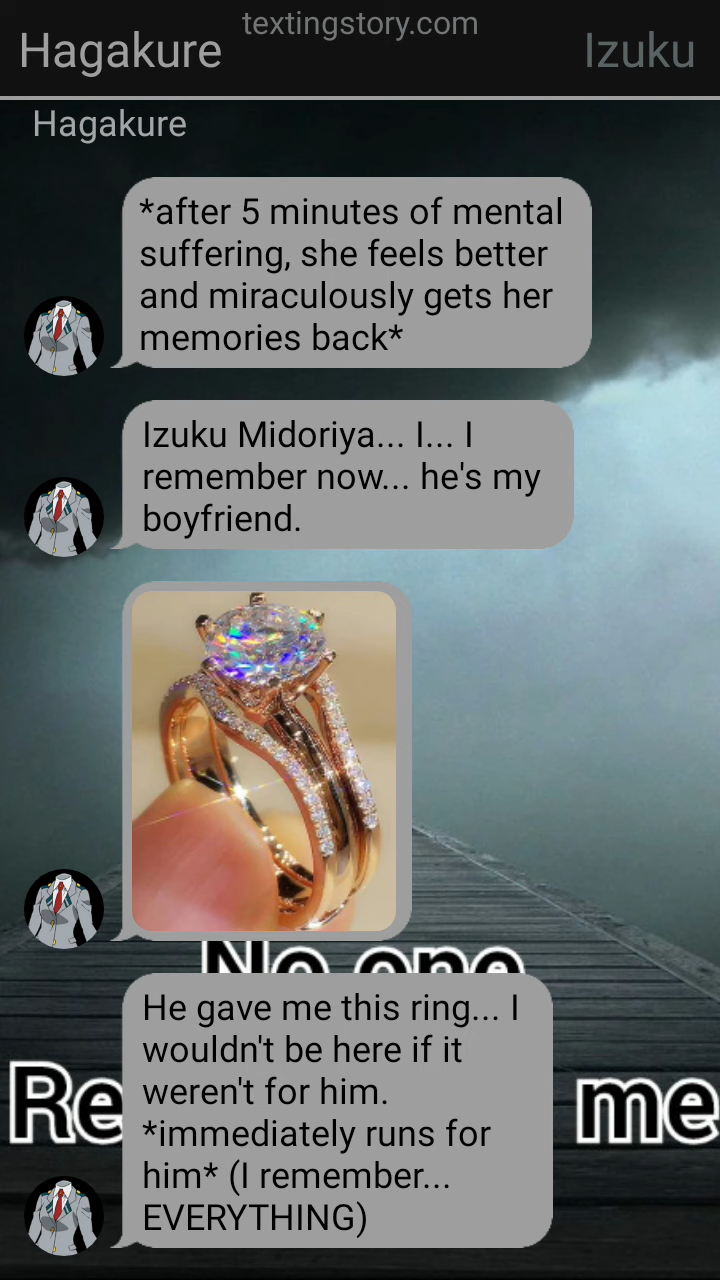 textingstory.com
Hagakure
Izuku
Hagakure
*after 5 minutes of mental
suffering, she feels better
and miraculously gets her
memories back*
Izuku Midoriya... I... I
remember now... he's my
boyfriend.
No one
He gave me this ring... I
wouldn't be here if it
weren't for him.
*immediately runs for
him* (I remember...
EVERYTHING)
Re
me